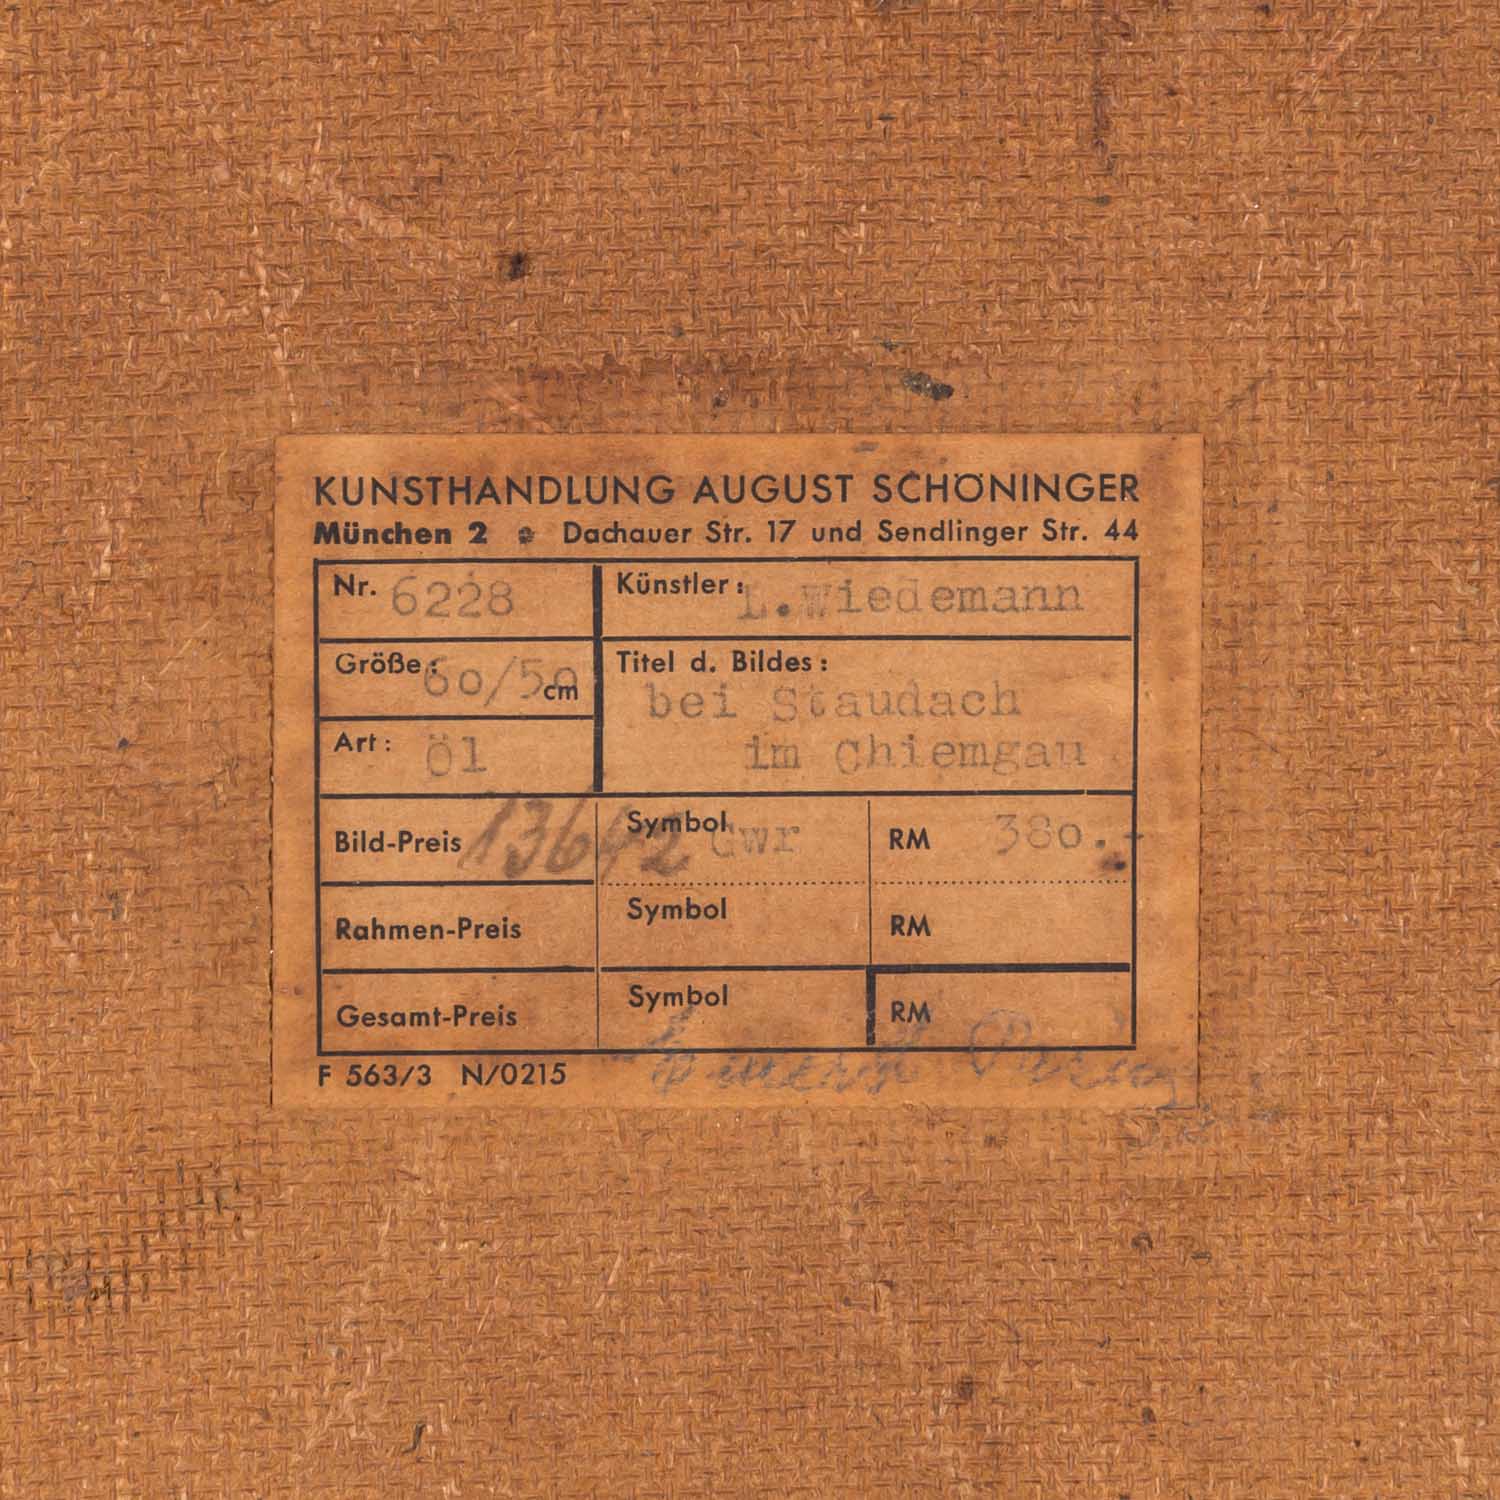 KUNSTHANDLUNG AUGUST SCHÖNINGER
München 2 Dachauer Str. 17 und Sendlinger Str. 44
Nr. 6228
Künstler: L.Wiedemann
Größe: 60/50 cm
Titel d. Bildes:
bei Staudach
im Chiemgau
Art: Öl
Bild-Preis 13642 Symbol Gwr RM 380.-
Rahmen-Preis Symbol RM
Gesamt-Preis Symbol RM
F 563/3 N/0215